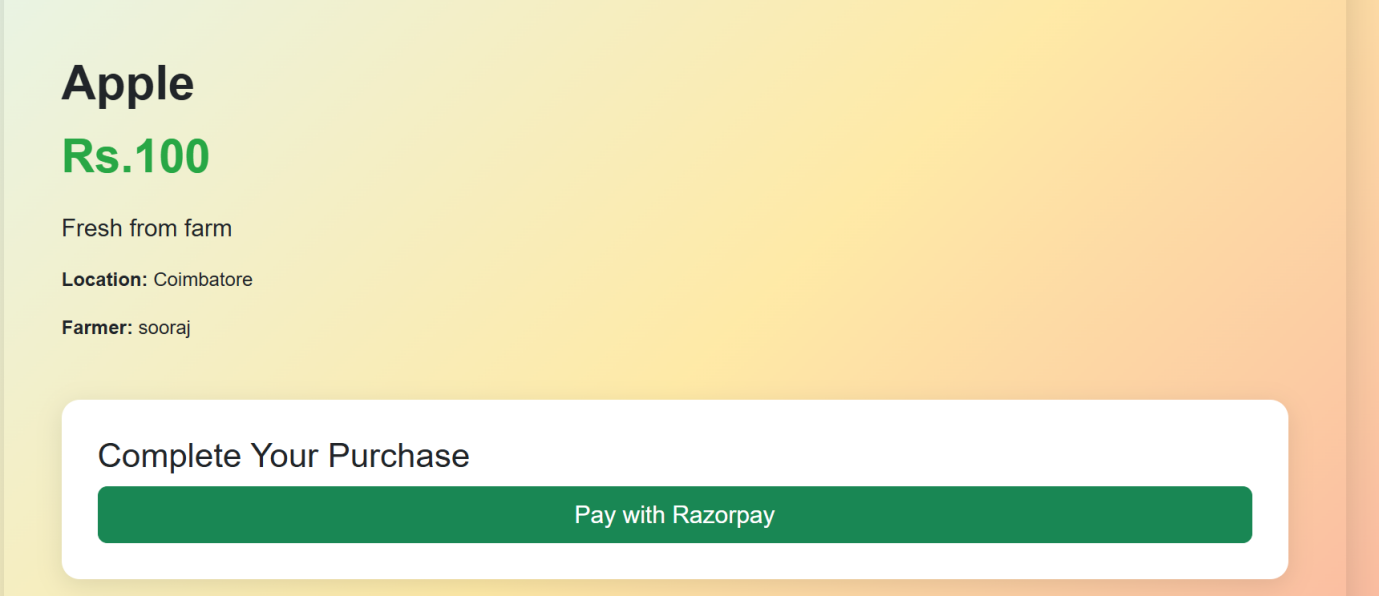 Apple
Rs.100
Fresh from farm
Location: Coimbatore
Farmer: sooraj
Complete Your Purchase
Pay with Razorpay